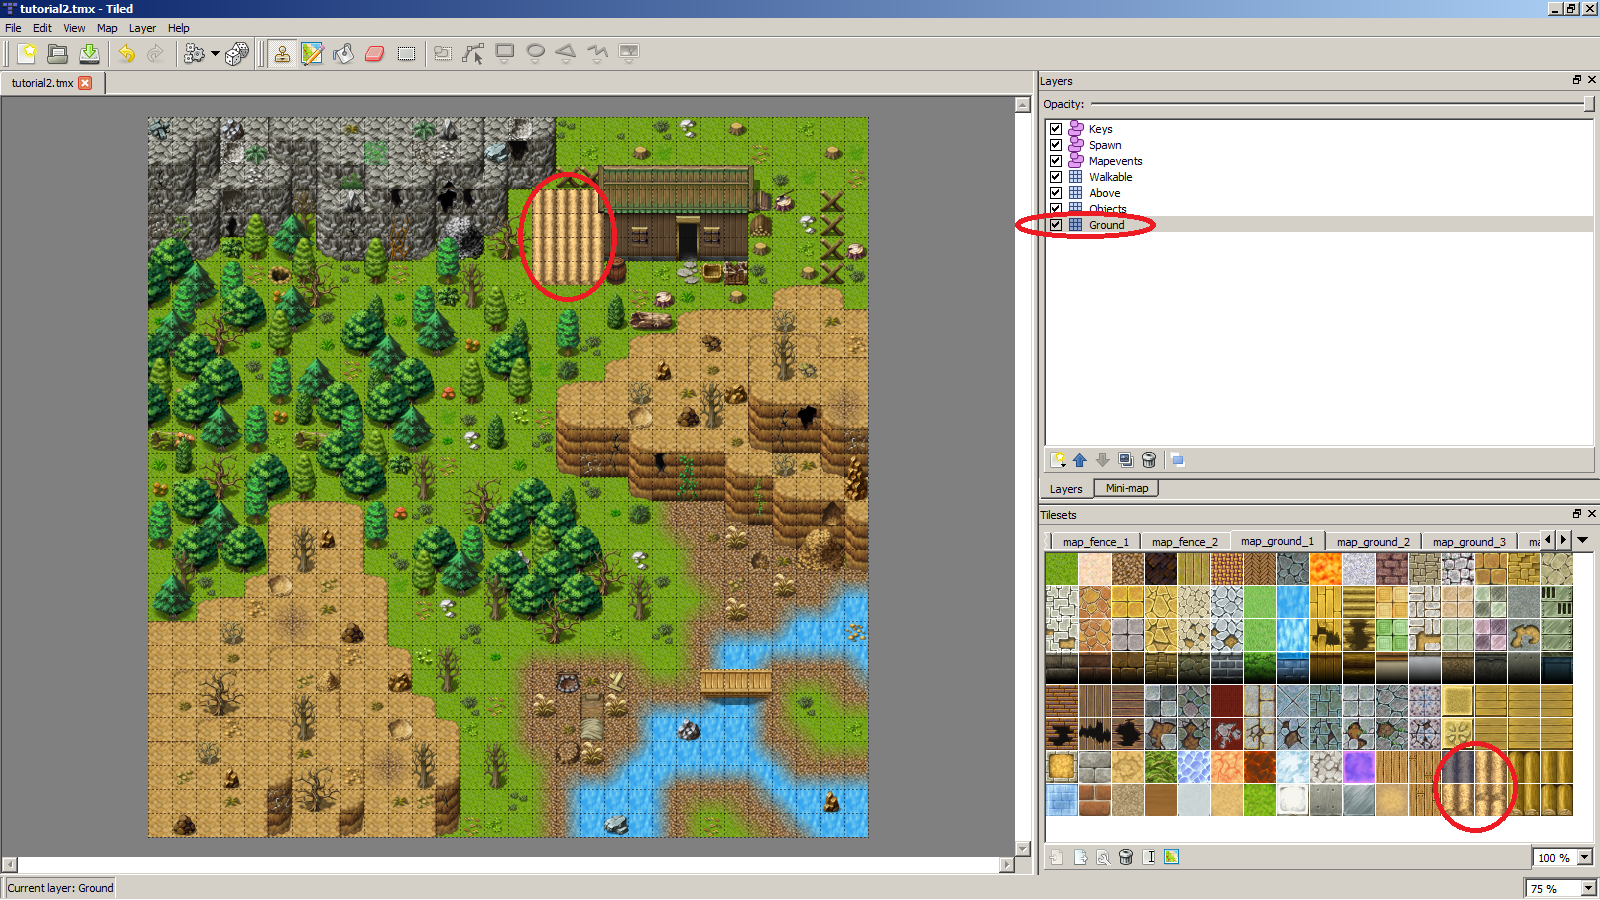 tutorial2.tmx - Tiled
File Edit View Map Layer Help
tutorial2.tmx
Layers
Opacity:
Keys
Spawn
Mapevents
Walkable
Above
Objects
Ground
Layers Mini-map
Tilesets
map_fence_1 map_fence_2 map_ground_1 map_ground_2 map_ground_3 ma
100 %
Current layer: Ground
75 %